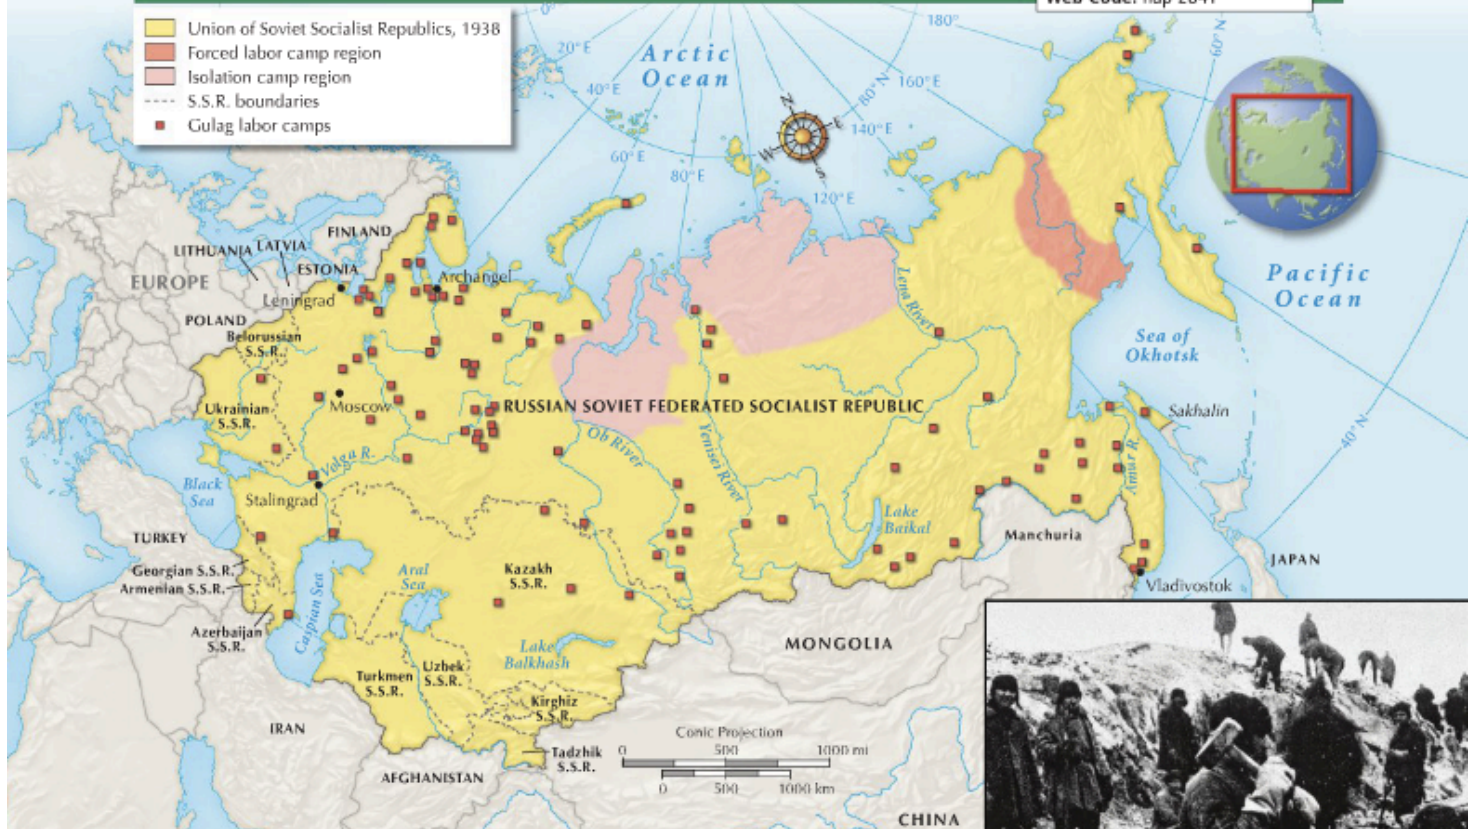 Union of Soviet Socialist Republics, 1938
Forced labor camp region
Isolation camp region
S.S.R. boundaries
Gulag labor camps
0°
20°E
40°E
60°E
80°E
120°E
140°E
160°E
180°
80°N
60°N
40°N
Arctic
Ocean
N
E
S
W
FINLAND
LITHUANIA
LATVIA
ESTONIA
EUROPE
Leningrad
Archangel
POLAND
Belorussian
S.S.R.
Ukrainian
S.S.R.
Moscow
RUSSIAN SOVIET FEDERATED SOCIALIST REPUBLIC
Lena River
Ob River
Yenisei River
Volga R.
Amur R.
Pacific
Ocean
Sea of
Okhotsk
Sakhalin
Black
Sea
Stalingrad
Lake
Baikal
Manchuria
JAPAN
TURKEY
Georgian S.S.R.
Armenian S.S.R.
Azerbaijan
S.S.R.
Caspian Sea
Aral
Sea
Kazakh
S.S.R.
Vladivostok
Lake
Balkhash
MONGOLIA
Turkmen
S.S.R.
Uzbek
S.S.R.
Kirghiz
S.S.R.
Tadzhik
S.S.R.
IRAN
AFGHANISTAN
CHINA
Conic Projection
0 500 1000 mi
0 500 1000 km